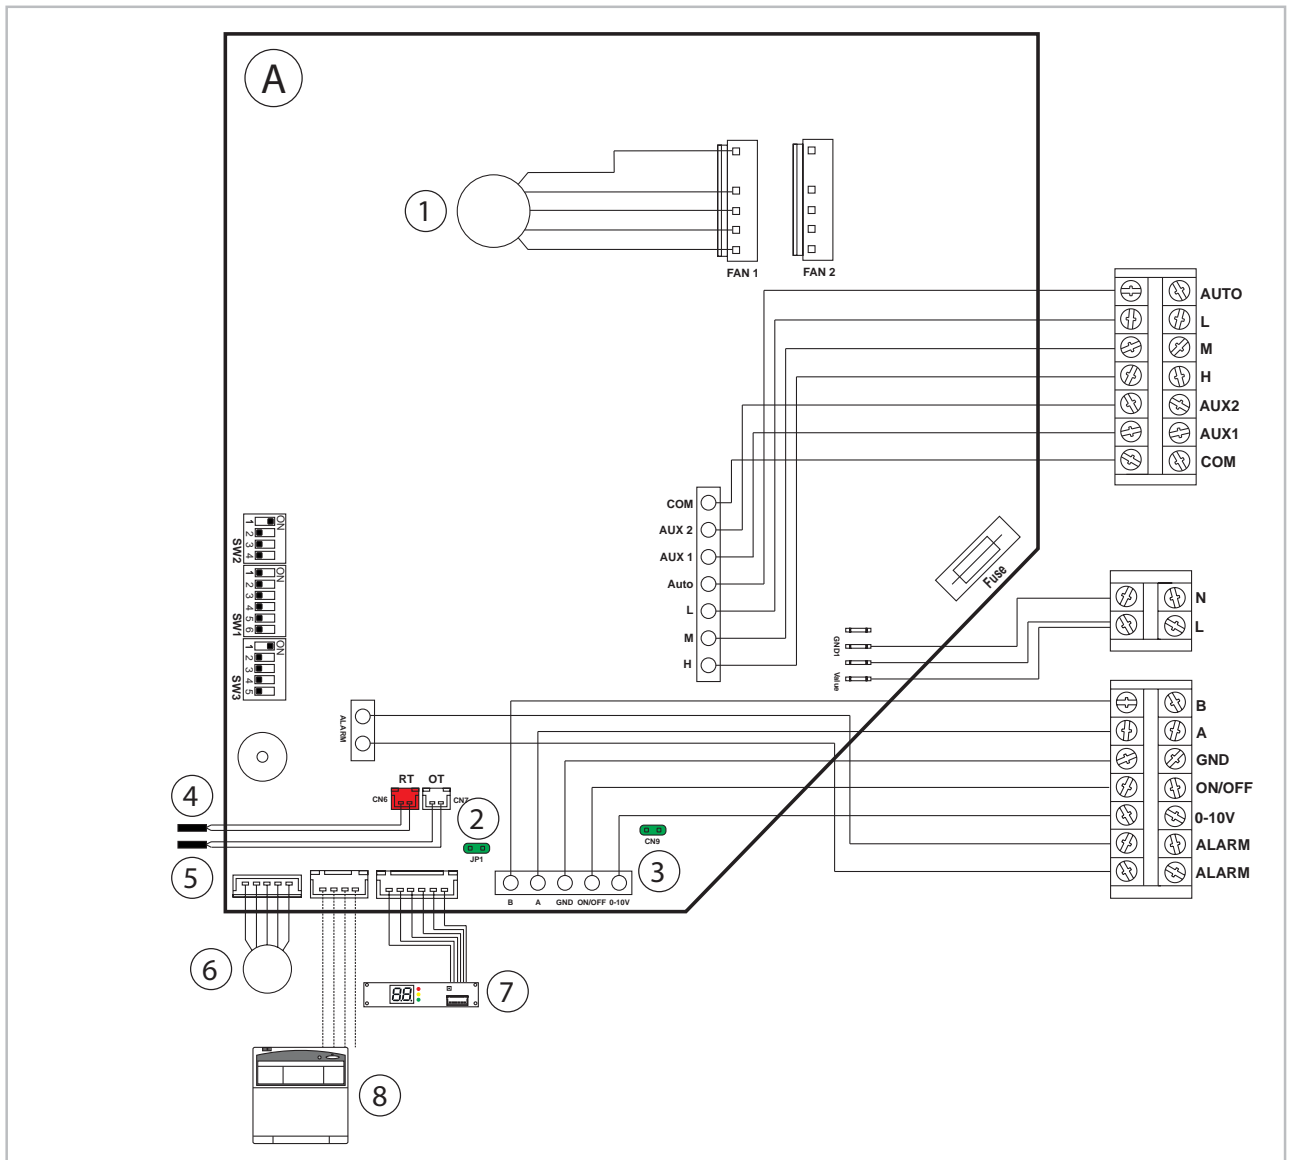 A
1
FAN 1
FAN 2
AUTO
L
M
H
AUX2
AUX1
COM
COM
AUX 2
AUX 1
Auto
L
M
H
Fuse
N
L
GND1
Value
ON
1
2
3
4
SW2
ON
1
2
3
4
5
6
SW1
ON
1
2
3
4
5
SW3
ALARM
B
A
GND
ON/OFF
0-10V
ALARM
ALARM
RT
OT
CN6
CN7
4
2
JP1
CN9
3
5
B
A
GND
ON/OFF
0-10V
6
7
8